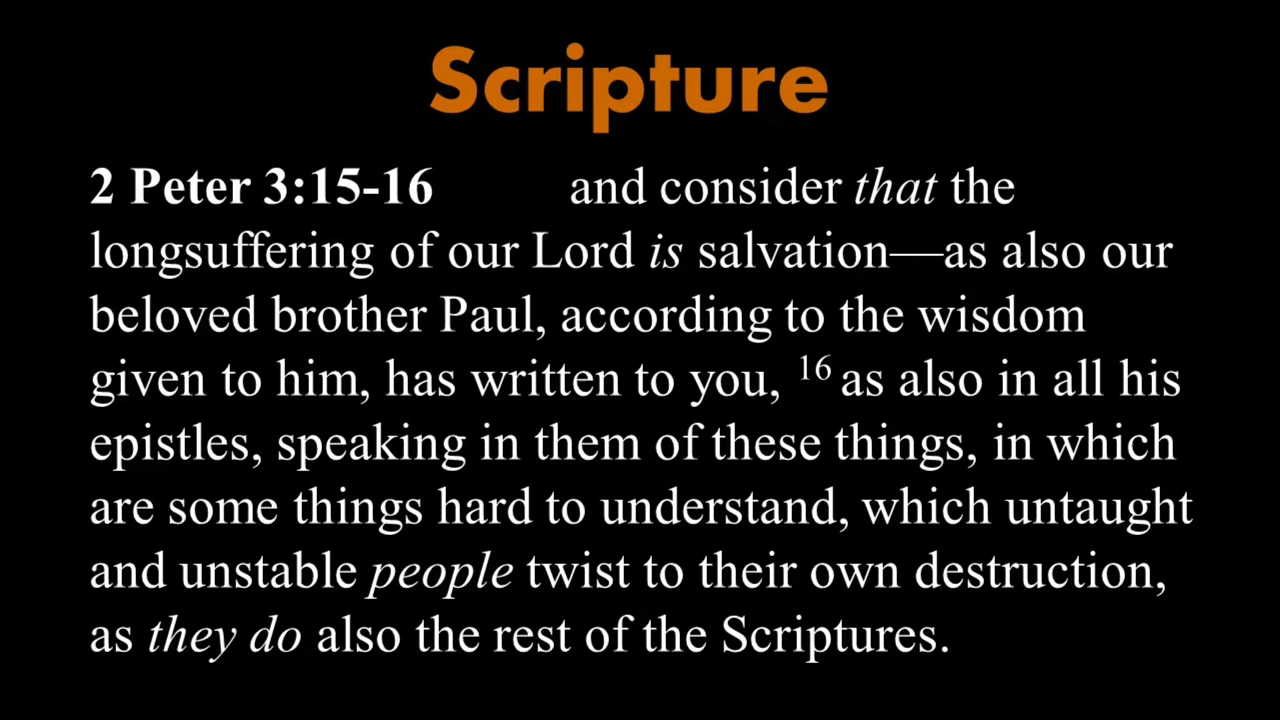 Scripture
2 Peter 3:15-16 and consider that the
longsuffering of our Lord is salvation—as also our
beloved brother Paul, according to the wisdom
given to him, has written to you, 16 as also in all his
epistles, speaking in them of these things, in which
are some things hard to understand, which untaught
and unstable people twist to their own destruction,
as they do also the rest of the Scriptures.